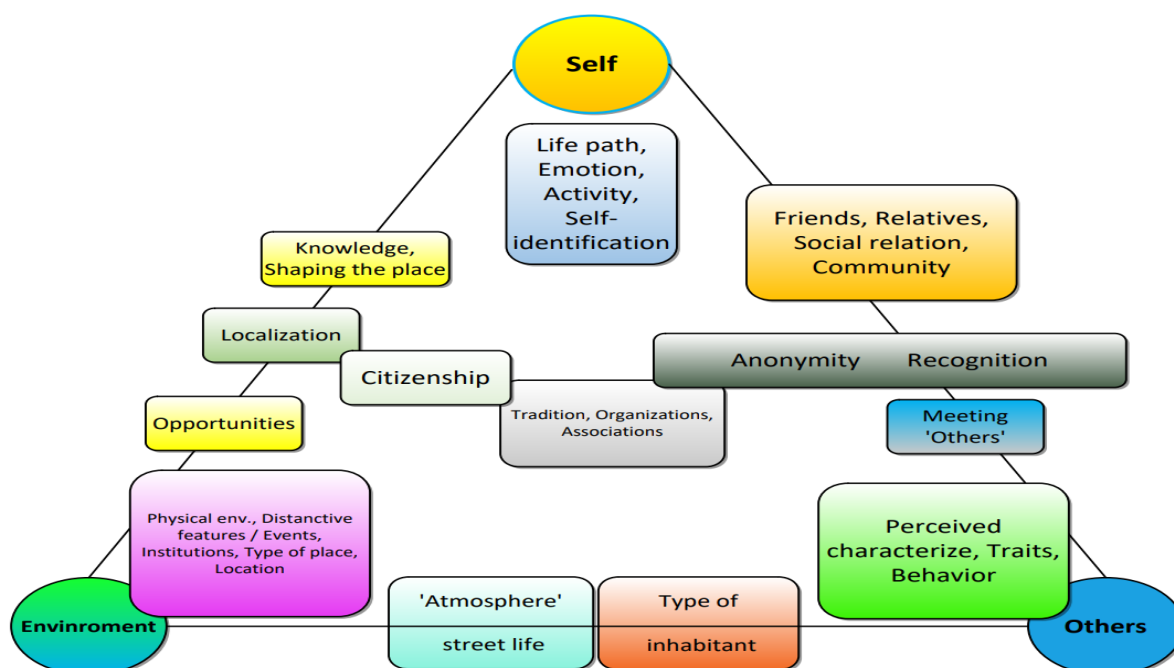 Self
Life path,
Emotion,
Activity,
Self-
identification
Friends, Relatives,
Social relation,
Community
Knowledge,
Shaping the place
Localization
Anonymity Recognition
Citizenship
Tradition, Organizations,
Associations
Opportunities
Meeting
'Others'
Physical env., Distanctive
features / Events,
Institutions, Type of place,
Location
Perceived
characterize, Traits,
Behavior
Envinroment
'Atmosphere'
street life
Type of
inhabitant
Others